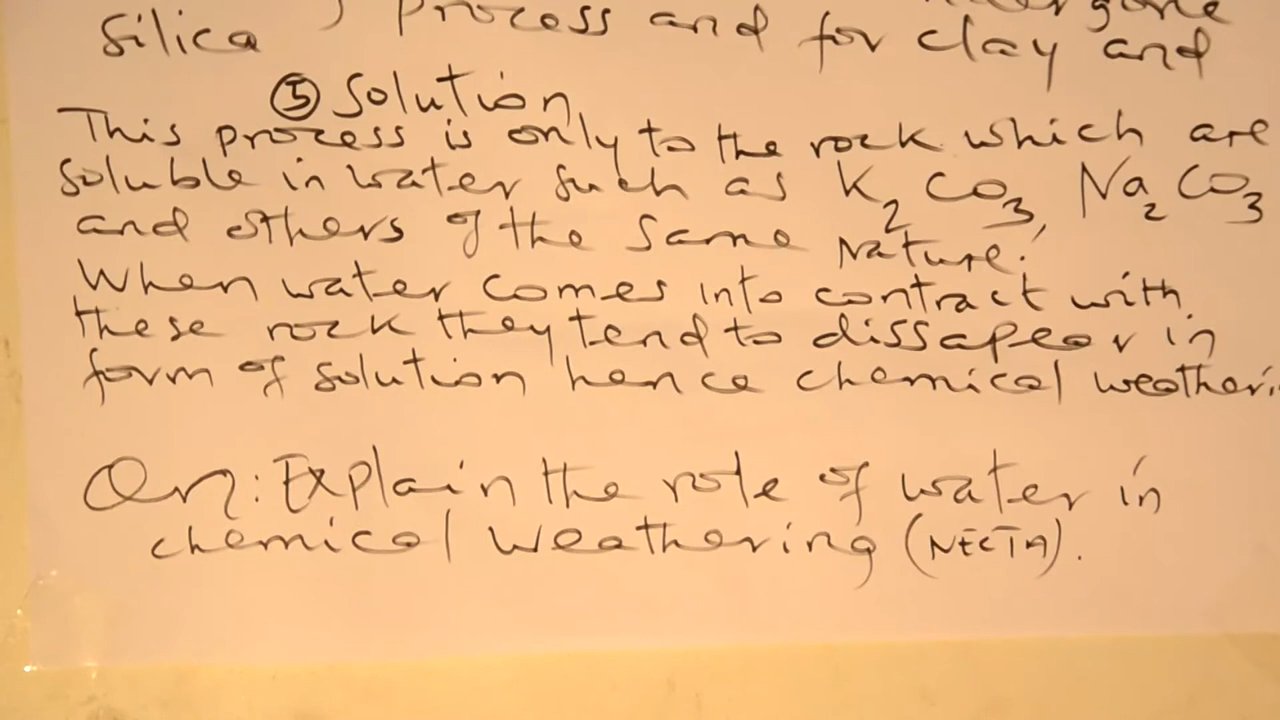 process and for clay and
silica
⑤ Solution
This process is only to the rock which are
soluble in water such as K₂CO₃, Na₂CO₃
and others of the same Nature.
When water comes into contract with
these rock they tend to dissapear in
form of solution hence chemical
Qn: Explain the role of water in
chemical weathering (NECTA).